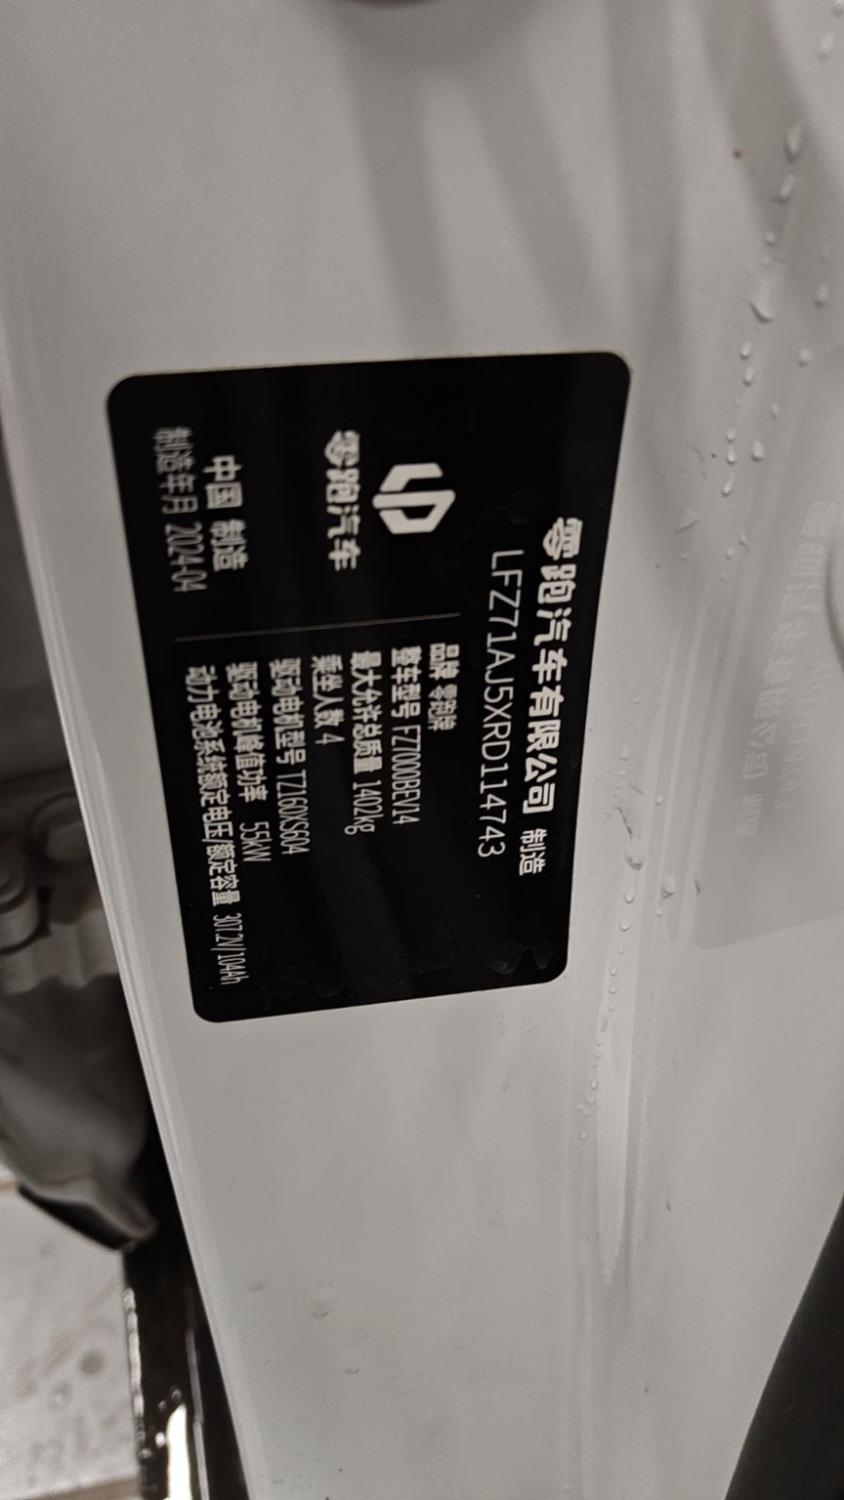 零跑汽车有限公司 制造
LFZ71AJ5XRD114743
零跑汽车
中国 制造
制造年月 2024-04
品牌 零跑牌
整车型号 FZ7000BEV14
最大允许总质量 1402kg
乘坐人数 4
驱动电机型号 TZ160XS604
驱动电机峰值功率 55kW
动力电池系统额定电压/额定容量 307.2V/104Ah